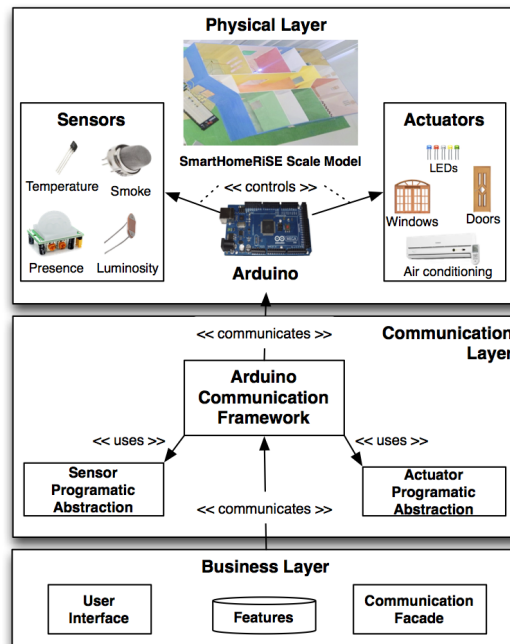 Physical Layer
Sensors
Temperature
Smoke
Presence
Luminosity
SmartHomeRiSE Scale Model
<< controls >>
Arduino
Actuators
LEDs
Windows
Doors
Air conditioning
<< communicates >>
Communication
Layer
Arduino
Communication
Framework
<< uses >>
<< uses >>
Sensor
Programatic
Abstraction
<< communicates >>
Actuator
Programatic
Abstraction
Business Layer
User
Interface
Features
Communication
Facade